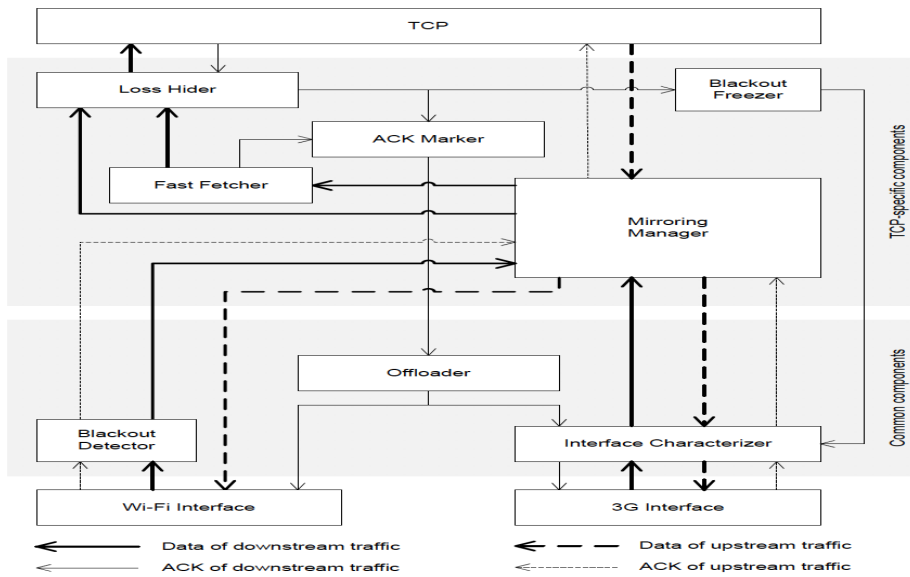 TCP
Loss Hider
Blackout
Freezer
ACK Marker
Fast Fetcher
Mirroring
Manager
TCP-specific components
Offloader
Common components
Blackout
Detector
Interface Characterizer
Wi-Fi Interface
3G Interface
Data of downstream traffic
Data of upstream traffic
ACK of downstream traffic
ACK of upstream traffic